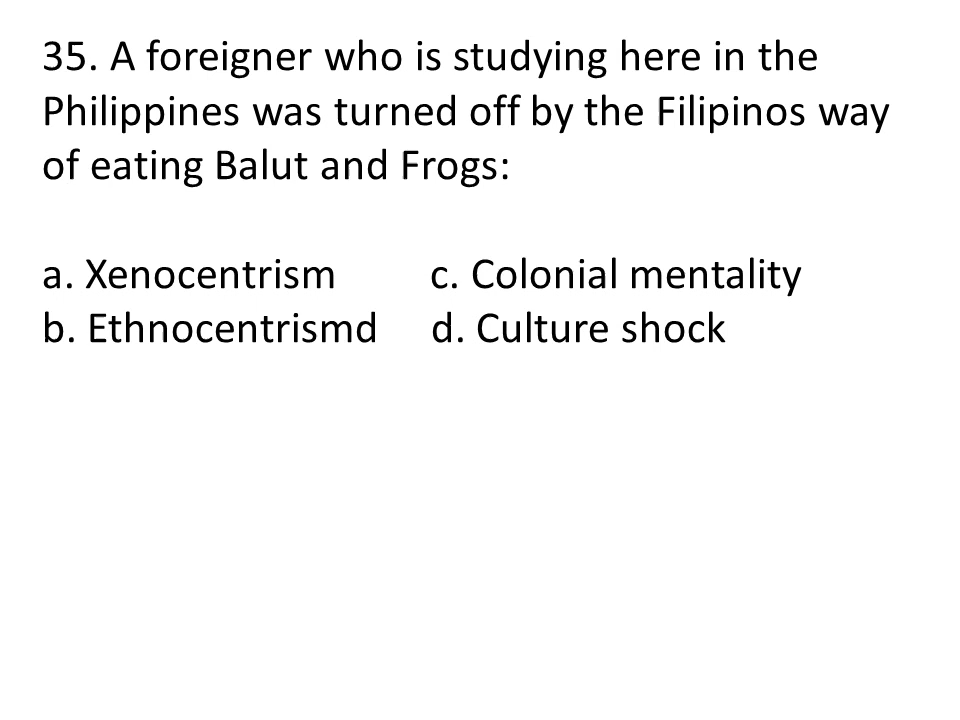 35. A foreigner who is studying here in the
Philippines was turned off by the Filipinos way
of eating Balut and Frogs:
a. Xenocentrism c. Colonial mentality
b. Ethnocentrismd d. Culture shock